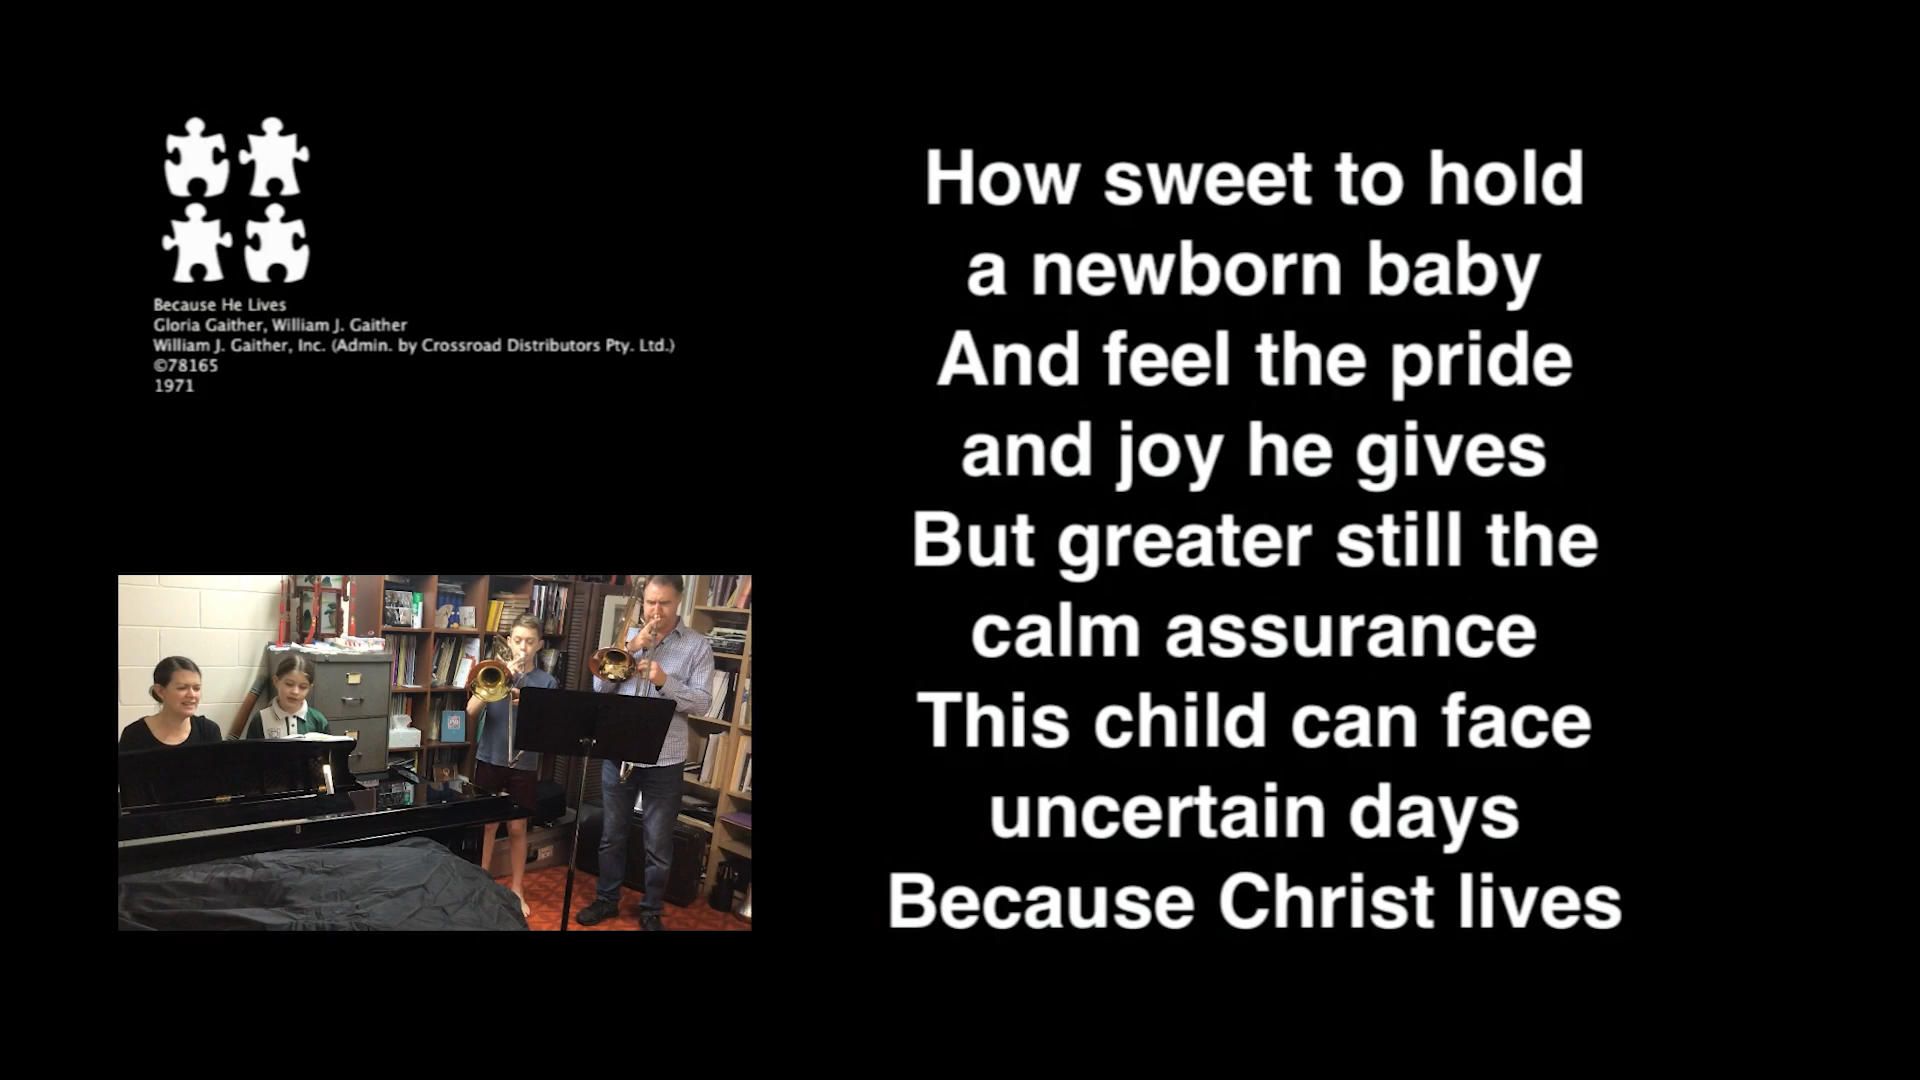 Because He Lives
Gloria Gaither, William J. Gaither
William J. Gaither, Inc. (Admin. by Crossroad Distributors Pty. Ltd.)
©78165
1971
How sweet to hold
a newborn baby
And feel the pride
and joy he gives
But greater still the
calm assurance
This child can face
uncertain days
Because Christ lives